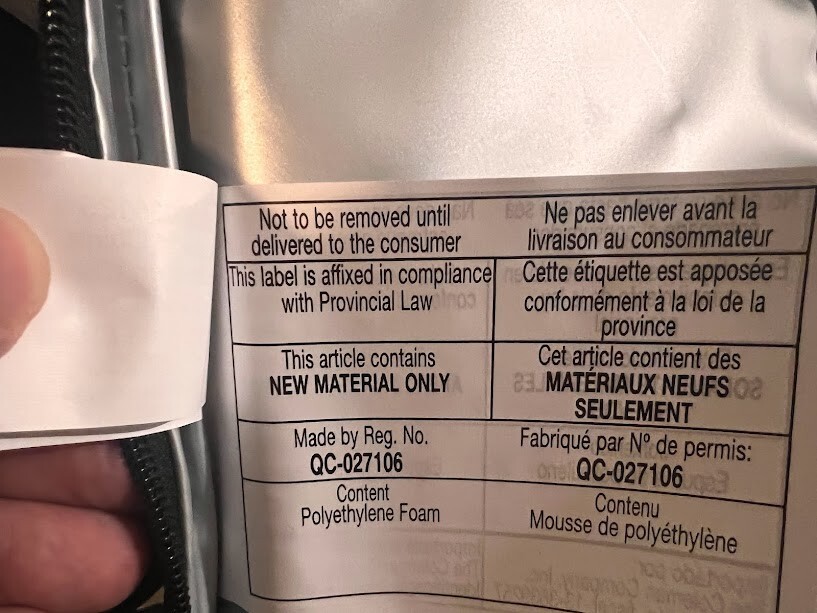 Not to be removed until
delivered to the consumer
Ne pas enlever avant la
livraison au consommateur
This label is affixed in compliance
with Provincial Law
Cette étiquette est apposée
conformément à la loi de la
province
This article contains
NEW MATERIAL ONLY
Cet article contient des
MATÉRIAUX NEUFS
SEULEMENT
Made by Reg. No.
QC-027106
Fabriqué par Nº de permis:
QC-027106
Content
Polyethylene Foam
Contenu
Mousse de polyéthylène